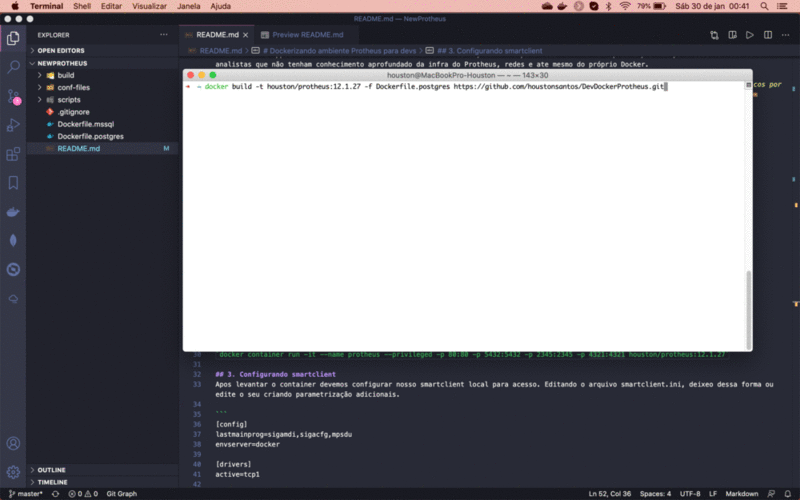 Terminal Shell Editar Visualizar Janela Ajuda 79% Sáb 30 de jan 00:41
README.md — NewProtheus
EXPLORER ···
README.md Preview README.md
OPEN EDITORS
README.md > # Dockerizando ambiente Protheus para devs > ## 3. Configurando smartclient
NEWPROTHEUS
analistas que não tenham conhecimento aprofundado da infra do Protheus, redes e ate mesmo do próprio Docker.
build
conf-files
scripts
.gitignore
Dockerfile.mssql
Dockerfile.postgres
README.md M
houston@MacBookPro-Houston — ~ — 143×30
➜ ~ docker build -t houston/protheus:12.1.27 -f Dockerfile.postgres https://github.com/houstonsantos/DevDockerProtheus.git
cos por
30 docker container run -it --name protheus --privileged -p 80:80 -p 5432:5432 -p 2345:2345 -p 4321:4321 houston/protheus:12.1.27
31
32 ## 3. Configurando smartclient
33 Apos levantar o container devemos configurar nosso smartclient local para acesso. Editando o arquivo smartclient.ini, deixeo dessa forma ou
edite o seu criando parametrização adicionais.
34
35 ```
36 [config]
37 lastmainprog=sigamdi,sigacfg,mpsdu
38 envserver=docker
39
40 [drivers]
41 active=tcp1
42
OUTLINE
TIMELINE
master* 0 0 Git Graph Ln 52, Col 36 Spaces: 4 UTF-8 LF Markdown